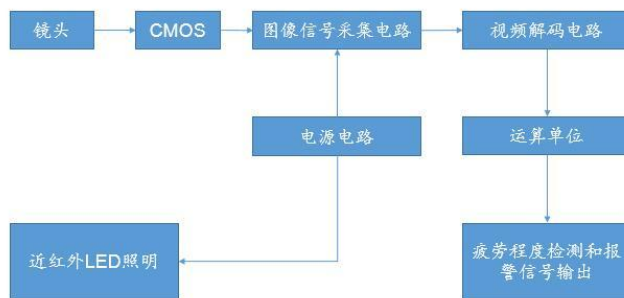 镜头
CMOS
图像信号采集电路
视频解码电路
电源电路
运算单位
近红外LED照明
疲劳程度检测和报
警信号输出